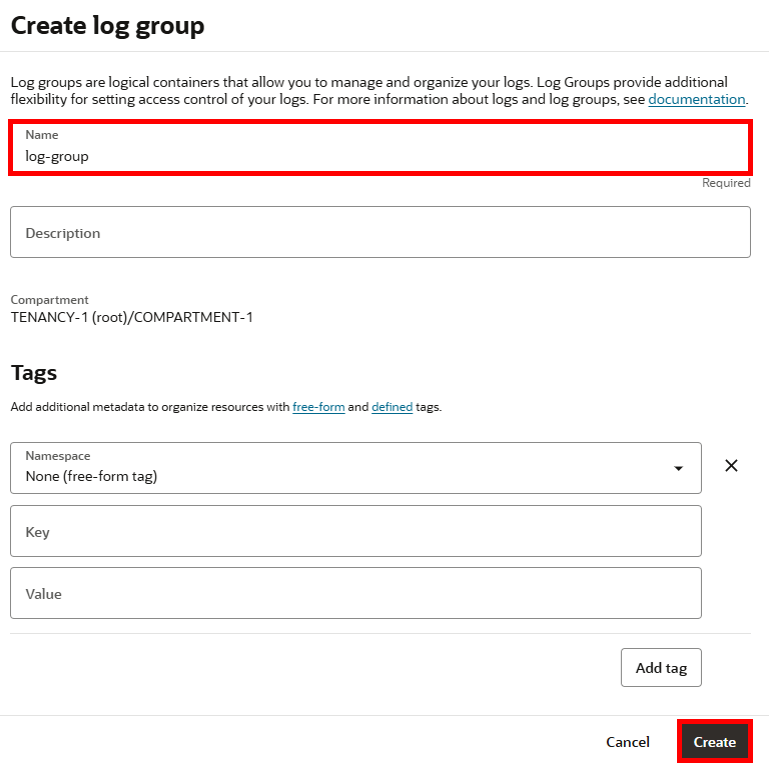 Create log group
Log groups are logical containers that allow you to manage and organize your logs. Log Groups provide additional
flexibility for setting access control of your logs. For more information about logs and log groups, see documentation.
Name
log-group
Required
Description
Compartment
TENANCY-1 (root)/COMPARTMENT-1
Tags
Add additional metadata to organize resources with free-form and defined tags.
Namespace
None (free-form tag)
Key
Value
Add tag
Cancel
Create